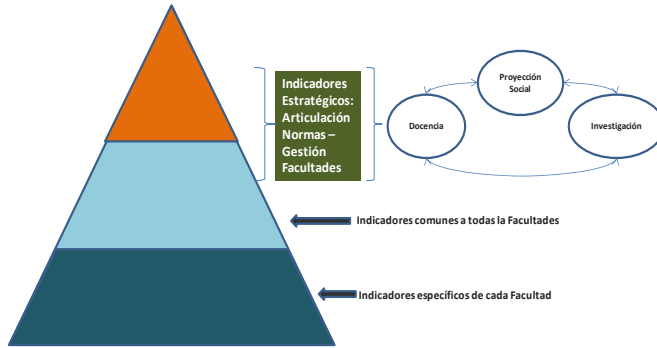 Indicadores
Estratégicos:
Articulación
Normas –
Gestión
Facultades
Proyección
Social
Docencia
Investigación
Indicadores comunes a todas la Facultades
Indicadores específicos de cada Facultad